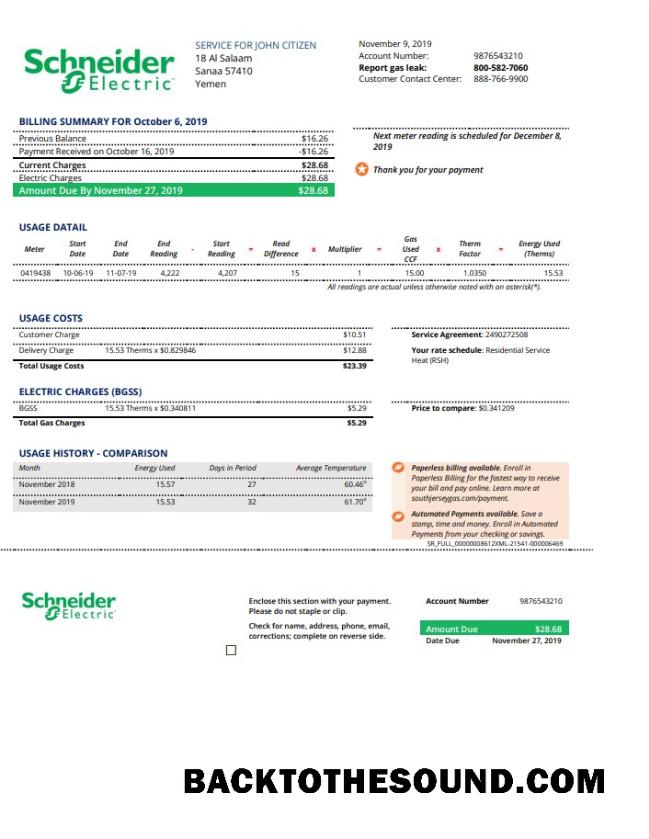 Schneider
Electric
SERVICE FOR JOHN CITIZEN
18 Al Salaam
Sanaa 57410
Yemen
November 9, 2019
Account Number: 9876543210
Report gas leak: 800-582-7060
Customer Contact Center: 888-766-9900
BILLING SUMMARY FOR October 6, 2019
Previous Balance $16.26
Payment Received on October 16, 2019 -$16.26
Current Charges $28.68
Electric Charges $28.68
Amount Due By November 27, 2019 $28.68
Next meter reading is scheduled for December 8,
2019
Thank you for your payment
USAGE DATAIL
Meter Start Date End Date End Reading - Start Reading = Read Difference x Multiplier = Gas Used CCF x Therm Factor = Energy Used (Therms)
0419438 10-06-19 11-07-19 4,222 4,207 15 1 15.00 1.0350 15.53
All readings are actual unless otherwise noted with an asterisk(*).
USAGE COSTS
Customer Charge $10.51
Delivery Charge 15.53 Therms x $0.829846 $12.88
Total Usage Costs $23.39
Service Agreement: 2490272508
Your rate schedule: Residential Service
Heat (RSH)
ELECTRIC CHARGES (BGSS)
BGSS 15.53 Therms x $0.340811 $5.29
Total Gas Charges $5.29
Price to compare: $0.341209
USAGE HISTORY - COMPARISON
Month Energy Used Days in Period Average Temperature
November 2018 15.57 27 60.46°
November 2019 15.53 32 61.70°
Paperless billing available. Enroll in
Paperless Billing for the fastest way to receive
your bill and pay online. Learn more at
southjerseygas.com/payment.
Automated Payments available. Save a
stamp, time and money. Enroll in Automated
Payments from your checking or savings.
SR_FULL_00000008612XML-21541-000006469
Schneider
Electric
Enclose this section with your payment.
Please do not staple or clip.
Check for name, address, phone, email,
corrections; complete on reverse side.
Account Number 9876543210
Amount Due $28.68
Date Due November 27, 2019
BACKTOTHESOUND.COM